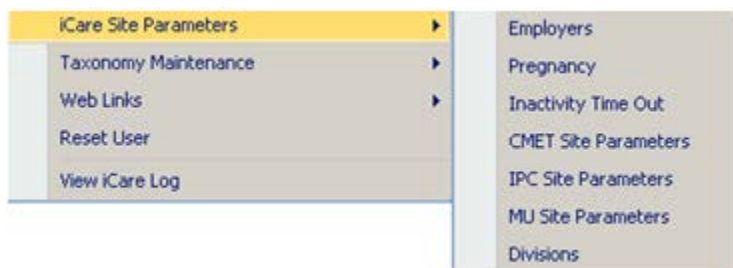 iCare Site Parameters
Taxonomy Maintenance
Web Links
Reset User
View iCare Log
Employers
Pregnancy
Inactivity Time Out
CMET Site Parameters
IPC Site Parameters
MU Site Parameters
Divisions